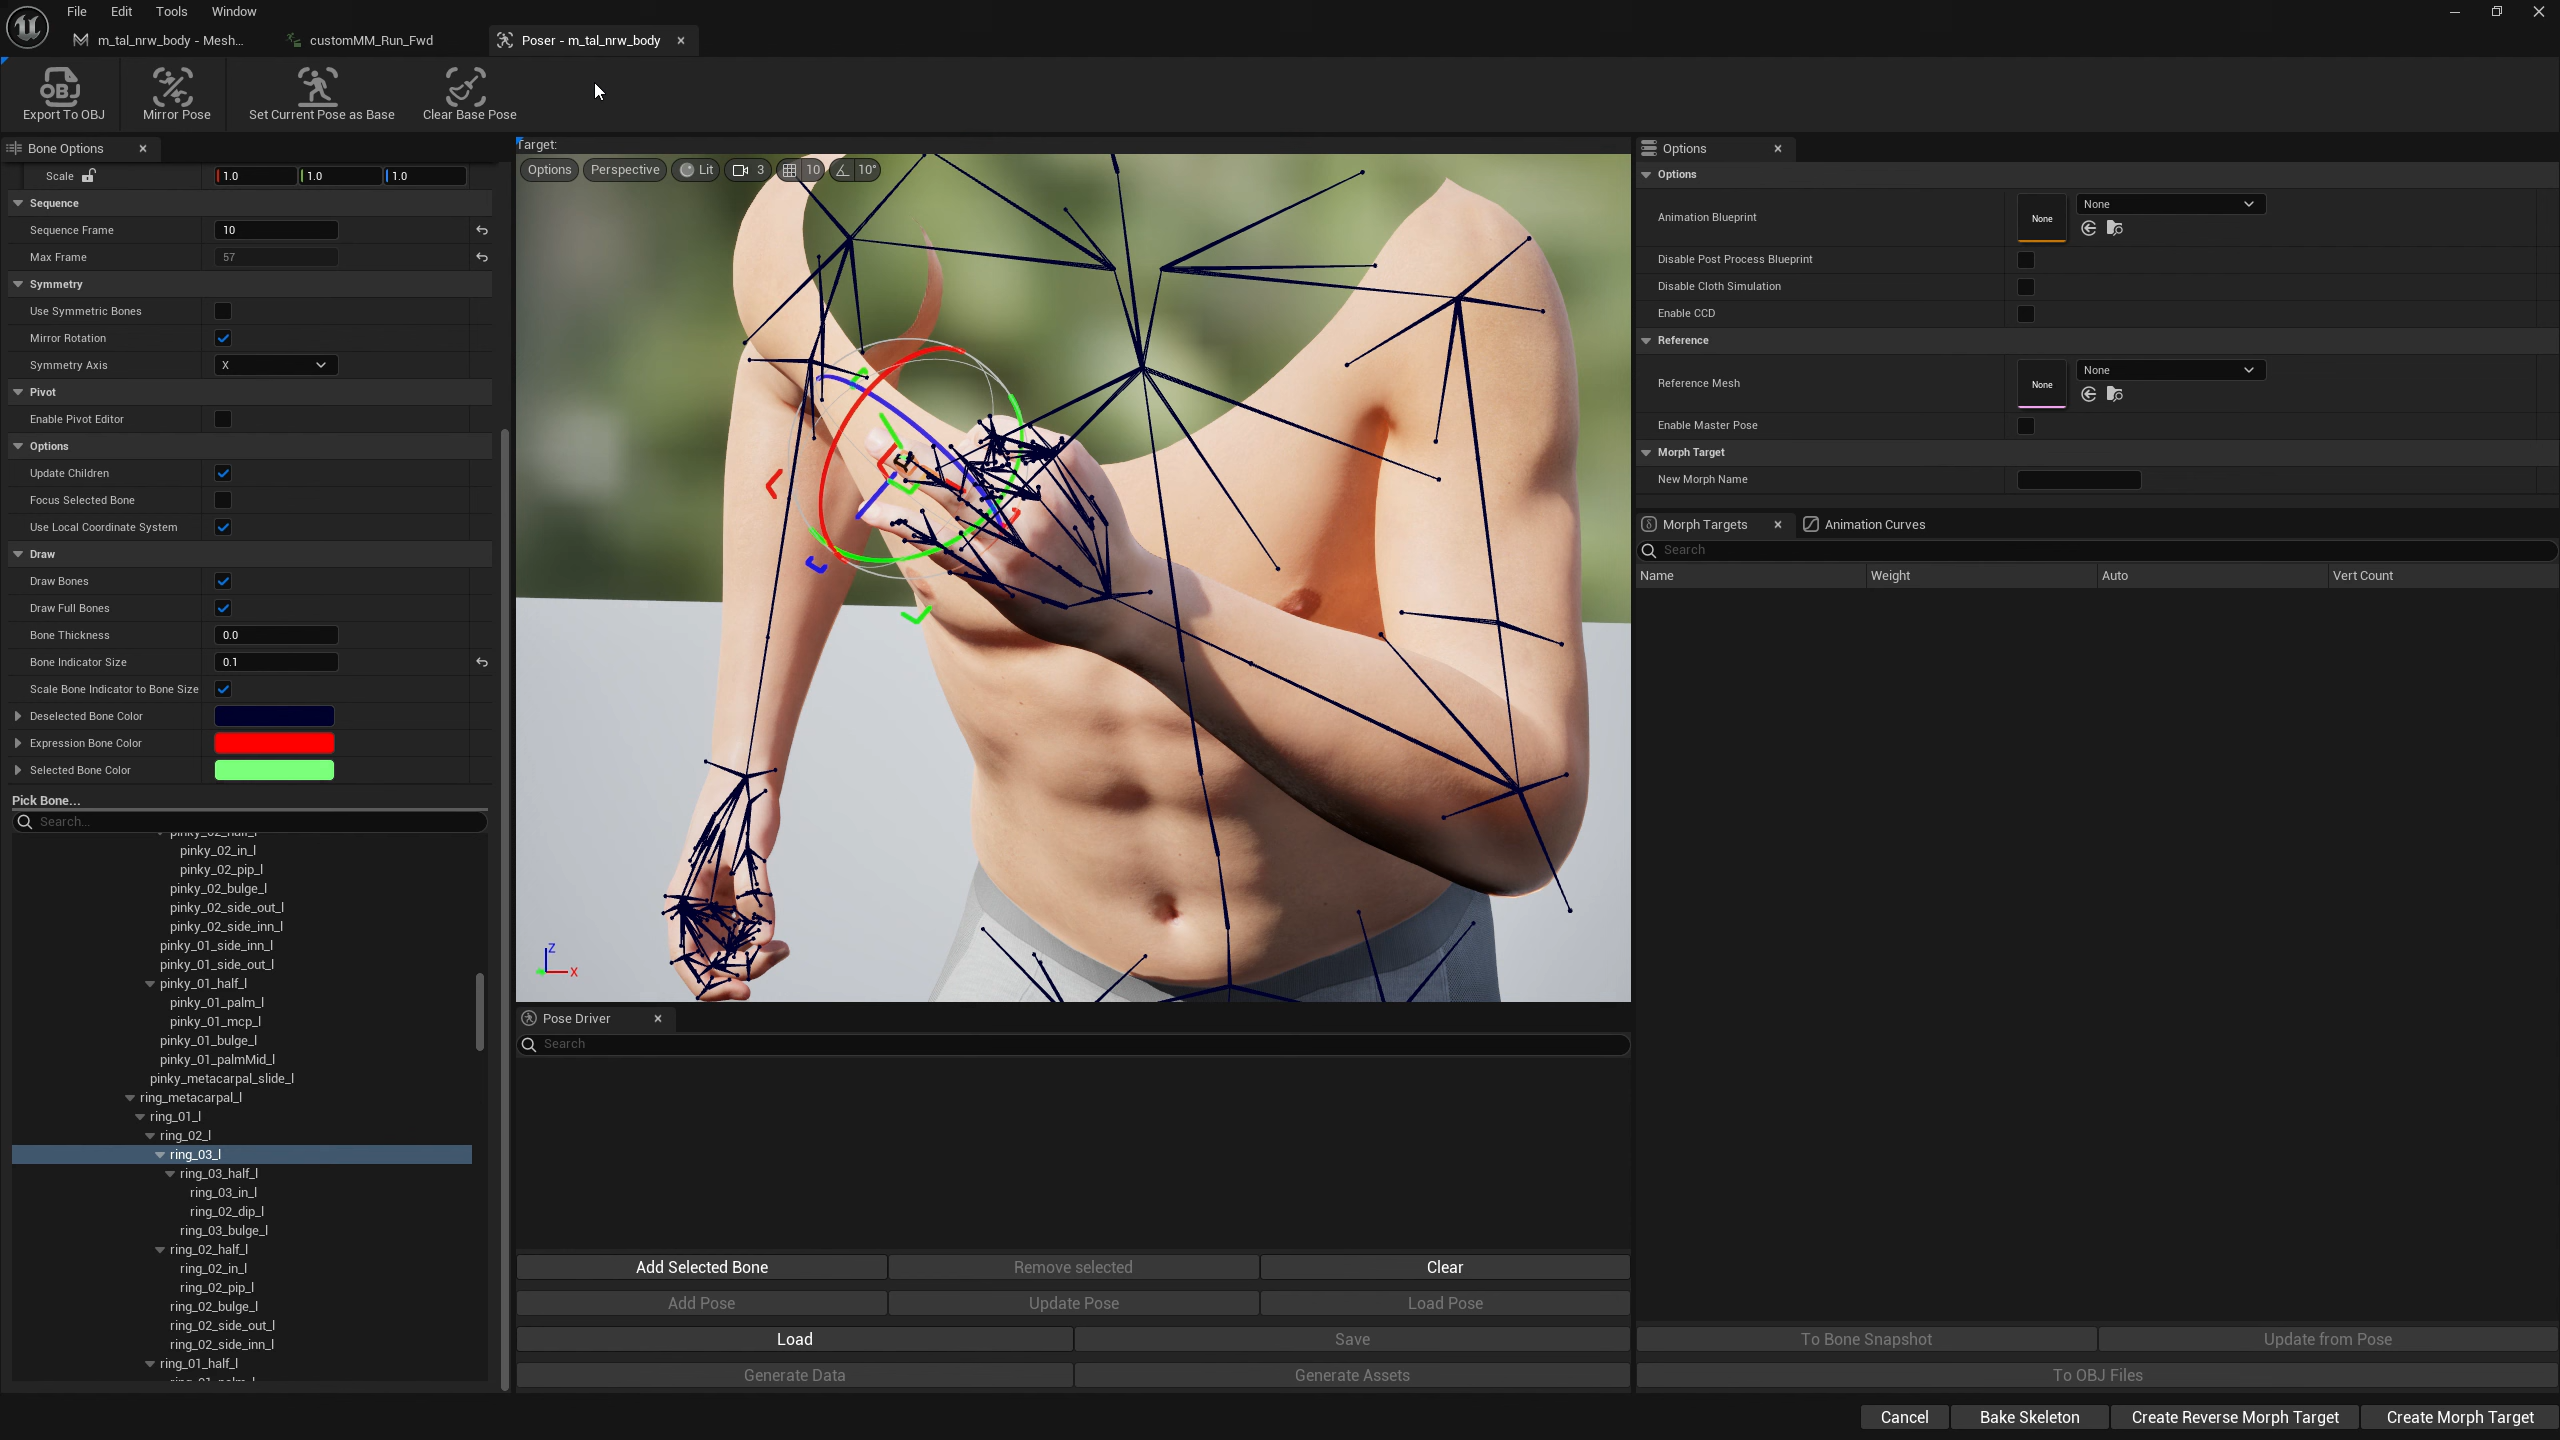 File Edit Tools Window
m_tal_nrw_body - Mesh... customMM_Run_Fwd Poser - m_tal_nrw_body
Export To OBJ Mirror Pose Set Current Pose as Base Clear Base Pose
Bone Options
Scale 1.0 1.0 1.0
Sequence
Sequence Frame 10
Max Frame 57
Symmetry
Use Symmetric Bones
Mirror Rotation
Symmetry Axis X
Pivot
Enable Pivot Editor
Options
Update Children
Focus Selected Bone
Use Local Coordinate System
Draw
Draw Bones
Draw Full Bones
Bone Thickness 0.0
Bone Indicator Size 0.1
Scale Bone Indicator to Bone Size
Deselected Bone Color
Expression Bone Color
Selected Bone Color
Pick Bone...
Search...
pinky_02_half_l
pinky_02_in_l
pinky_02_pip_l
pinky_02_bulge_l
pinky_02_side_out_l
pinky_02_side_inn_l
pinky_01_side_inn_l
pinky_01_side_out_l
pinky_01_half_l
pinky_01_palm_l
pinky_01_mcp_l
pinky_01_bulge_l
pinky_01_palmMid_l
pinky_metacarpal_slide_l
ring_metacarpal_l
ring_01_l
ring_02_l
ring_03_l
ring_03_half_l
ring_03_in_l
ring_02_dip_l
ring_03_bulge_l
ring_02_half_l
ring_02_in_l
ring_02_pip_l
ring_02_bulge_l
ring_02_side_out_l
ring_02_side_inn_l
ring_01_half_l
Target:
Options Perspective Lit 3 10 10°
Z
X
Pose Driver
Search
Add Selected Bone Remove selected Clear
Add Pose Update Pose Load Pose
Load Save
Generate Data Generate Assets
Options
Options
Animation Blueprint None None
Disable Post Process Blueprint
Disable Cloth Simulation
Enable CCD
Reference
Reference Mesh None None
Enable Master Pose
Morph Target
New Morph Name
Morph Targets Animation Curves
Search
Name Weight Auto Vert Count
To Bone Snapshot Update from Pose
To OBJ Files
Cancel Bake Skeleton Create Reverse Morph Target Create Morph Target